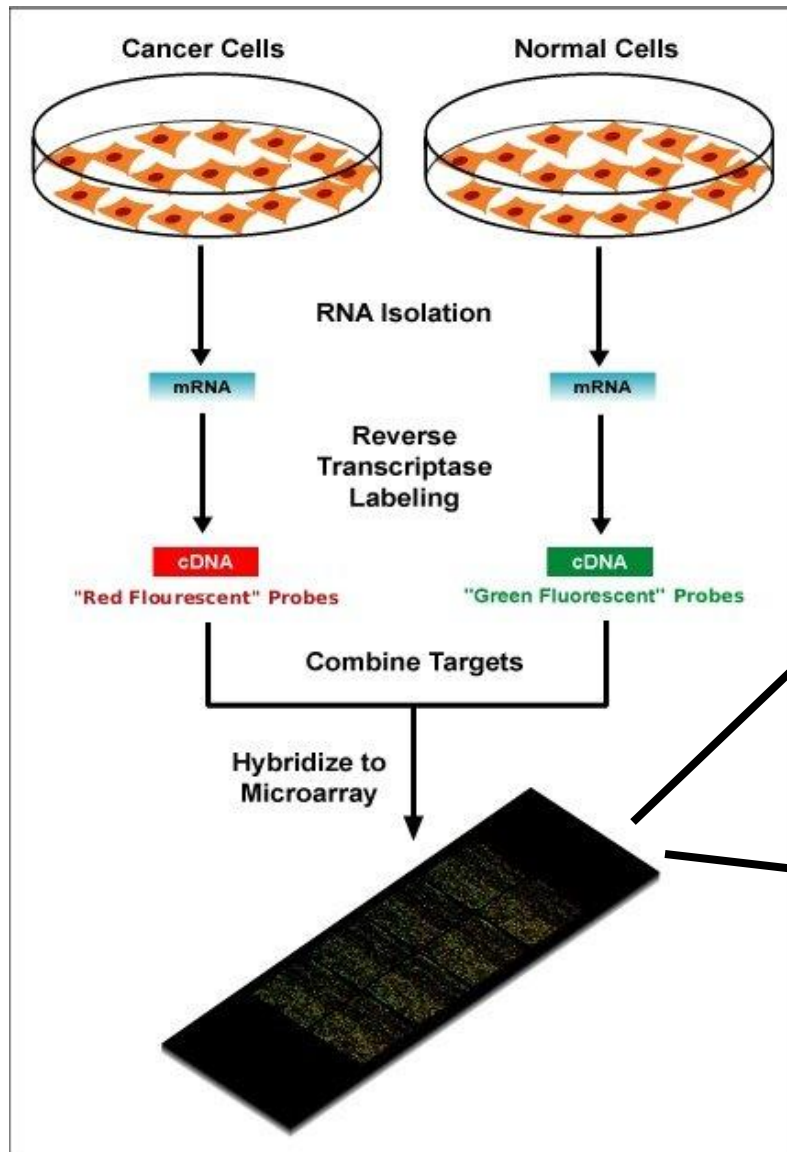 Cancer Cells
Normal Cells
RNA Isolation
mRNA
mRNA
Reverse
Transcriptase
Labeling
cDNA
cDNA
"Red Flourescent" Probes
"Green Fluorescent" Probes
Combine Targets
Hybridize to
Microarray